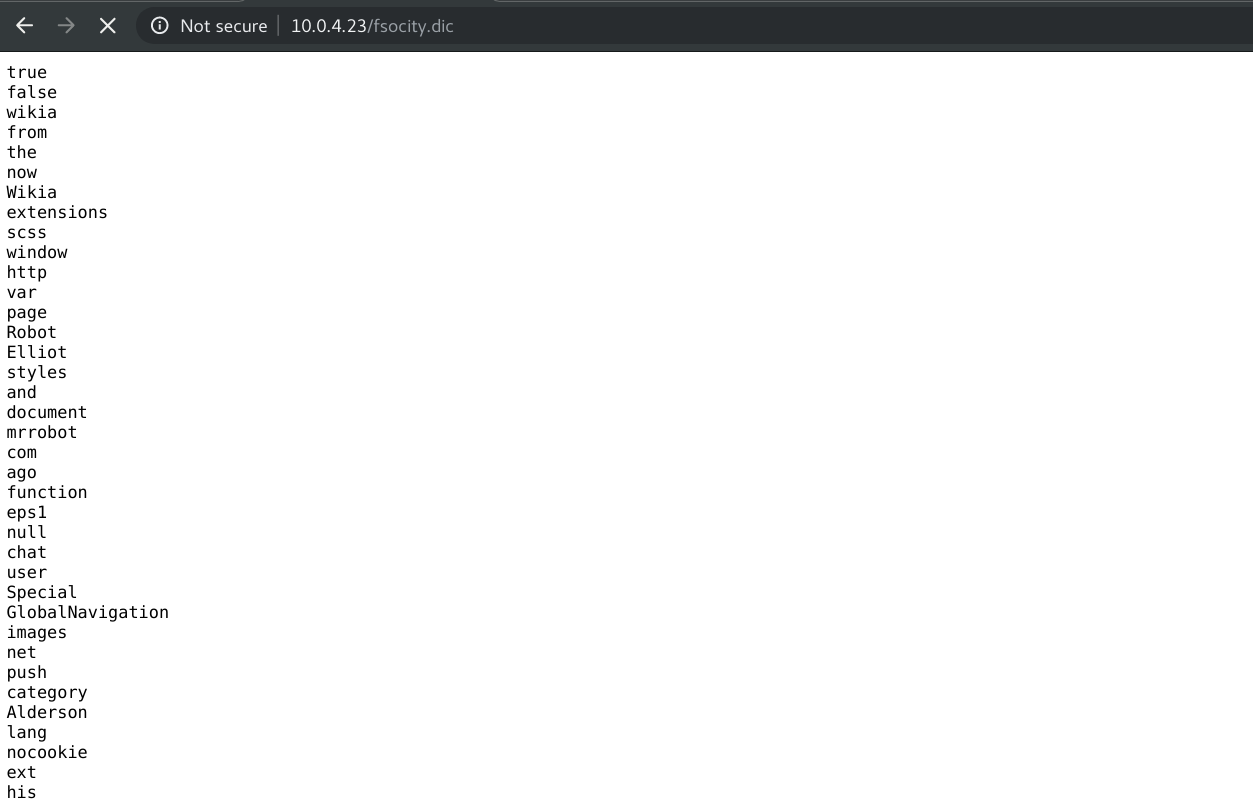 Not secure | 10.0.4.23/fsocity.dic
true
false
wikia
from
the
now
Wikia
extensions
scss
window
http
var
page
Robot
Elliot
styles
and
document
mrrobot
com
ago
function
eps1
null
chat
user
Special
GlobalNavigation
images
net
push
category
Alderson
lang
nocookie
ext
his